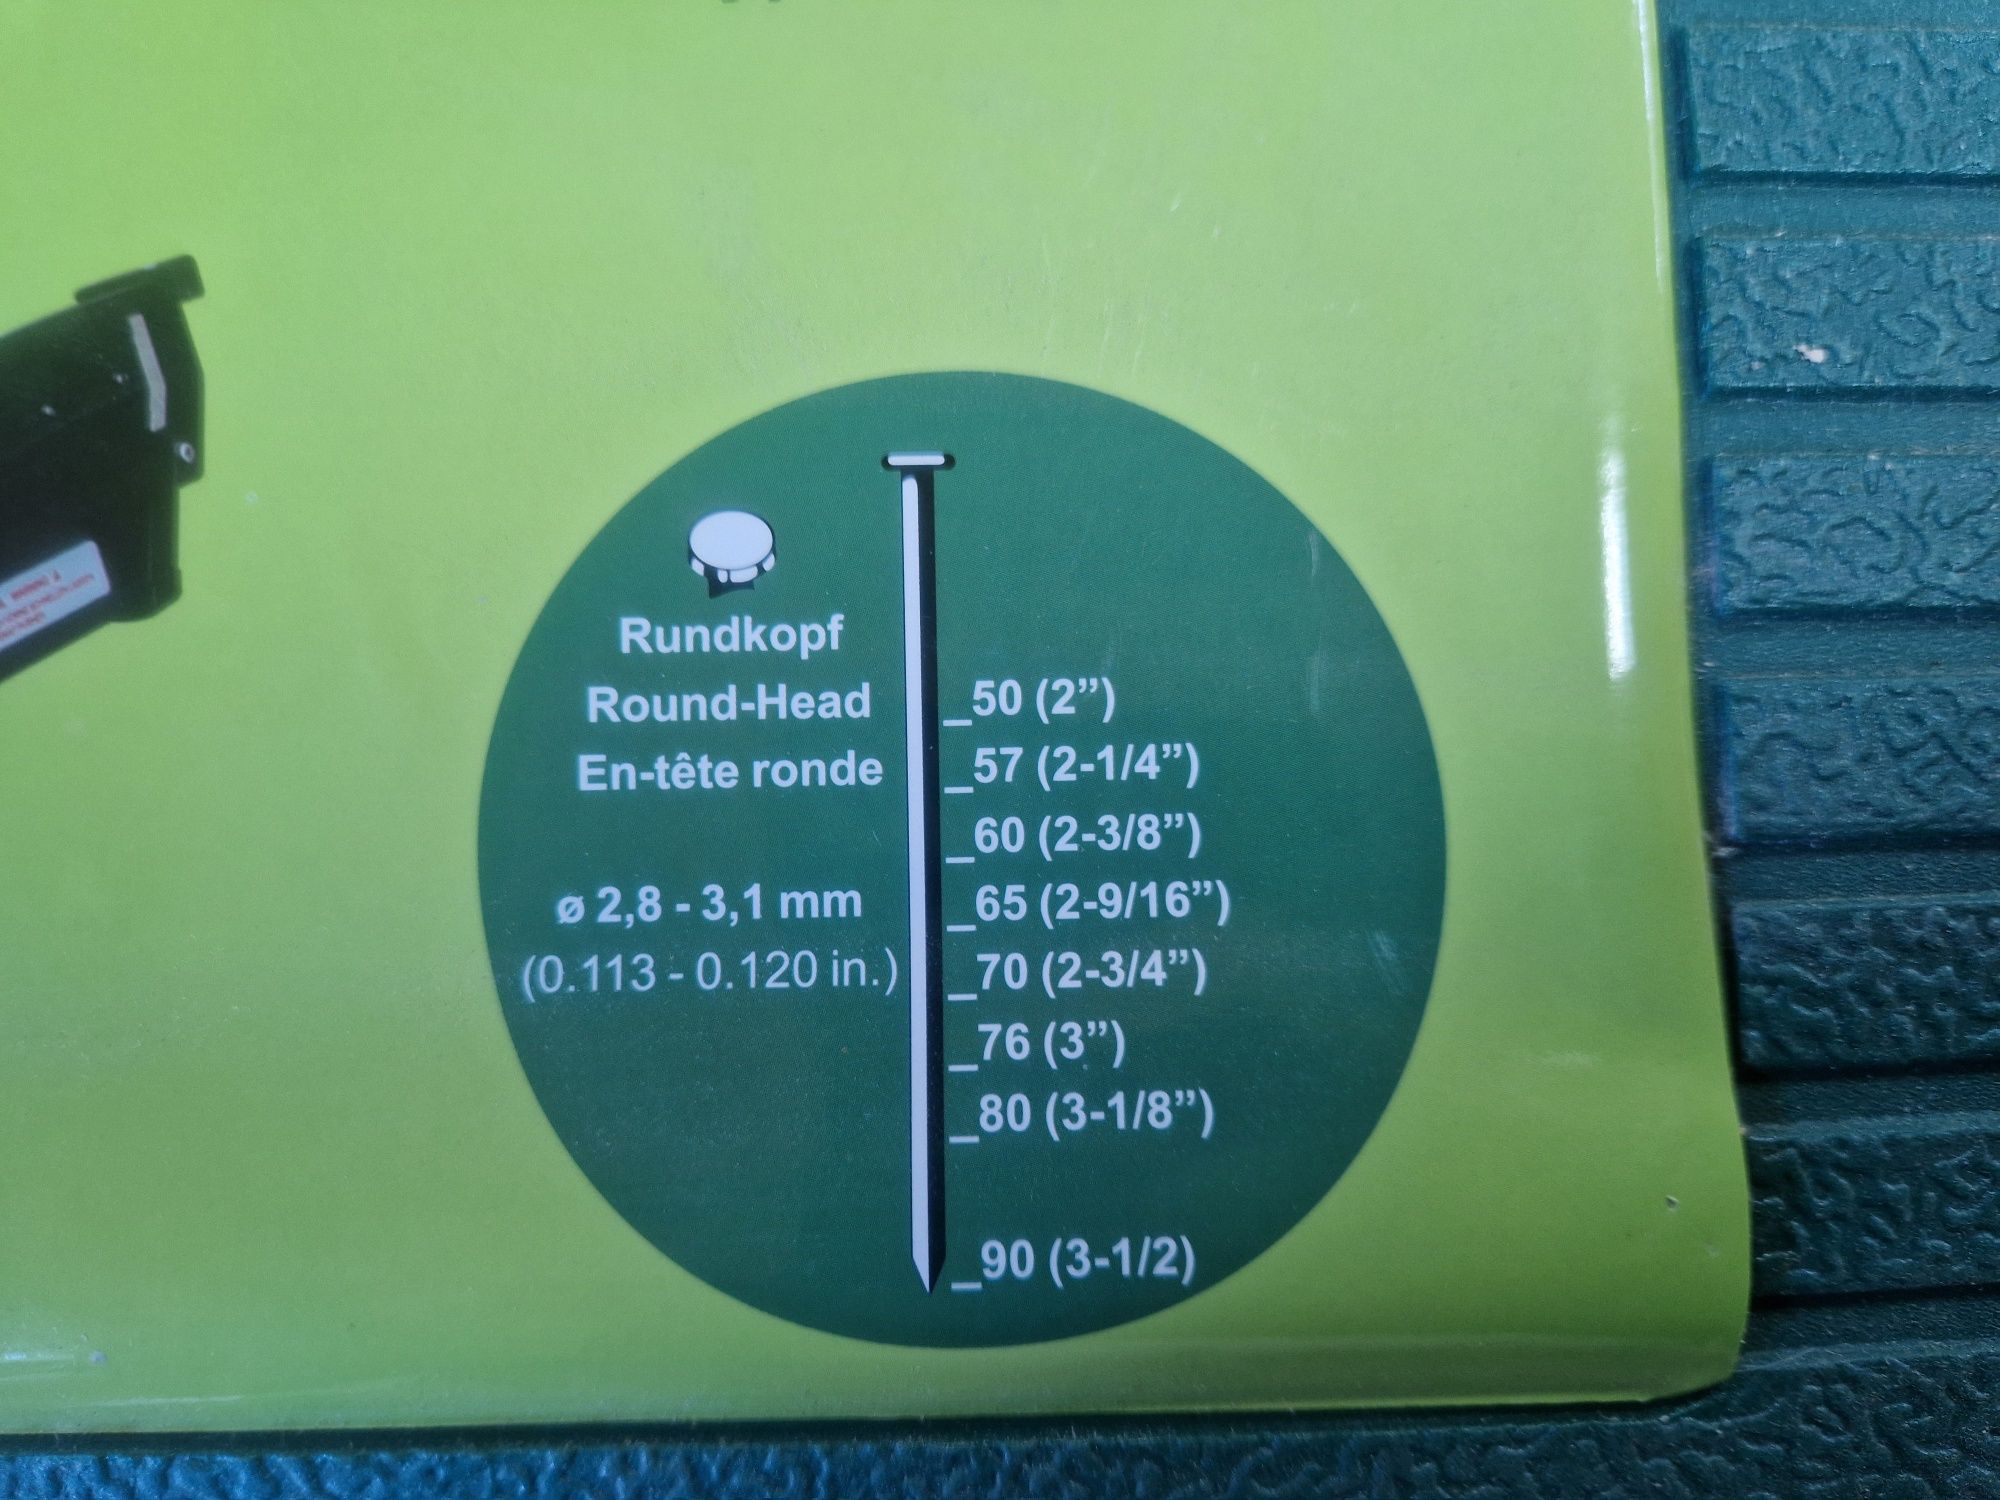 Rundkopf
Round-Head
En-tête ronde
ø 2,8 - 3,1 mm
(0.113 - 0.120 in.)
_50 (2”)
_57 (2-1/4”)
_60 (2-3/8”)
_65 (2-9/16”)
_70 (2-3/4”)
_76 (3”)
_80 (3-1/8”)
_90 (3-1/2)